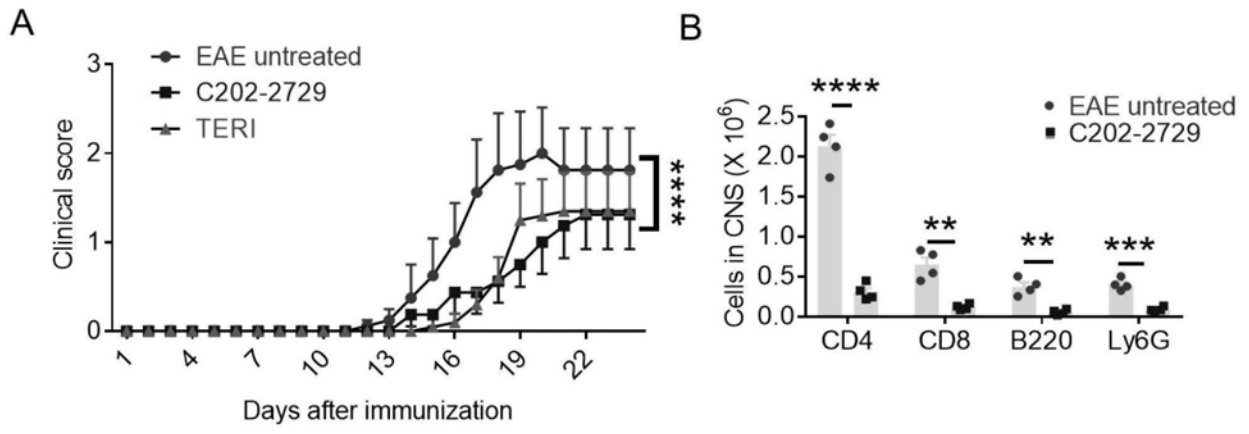 A
EAE untreated
C202-2729
TERI
3
2
1
0
Clinical score
1
4
7
10
13
16
19
22
Days after immunization
****
B
EAE untreated
C202-2729
Cells in CNS (X 10⁶)
2.5
2.0
1.5
1.0
0.5
0.0
****
**
**
***
CD4 CD8 B220 Ly6G